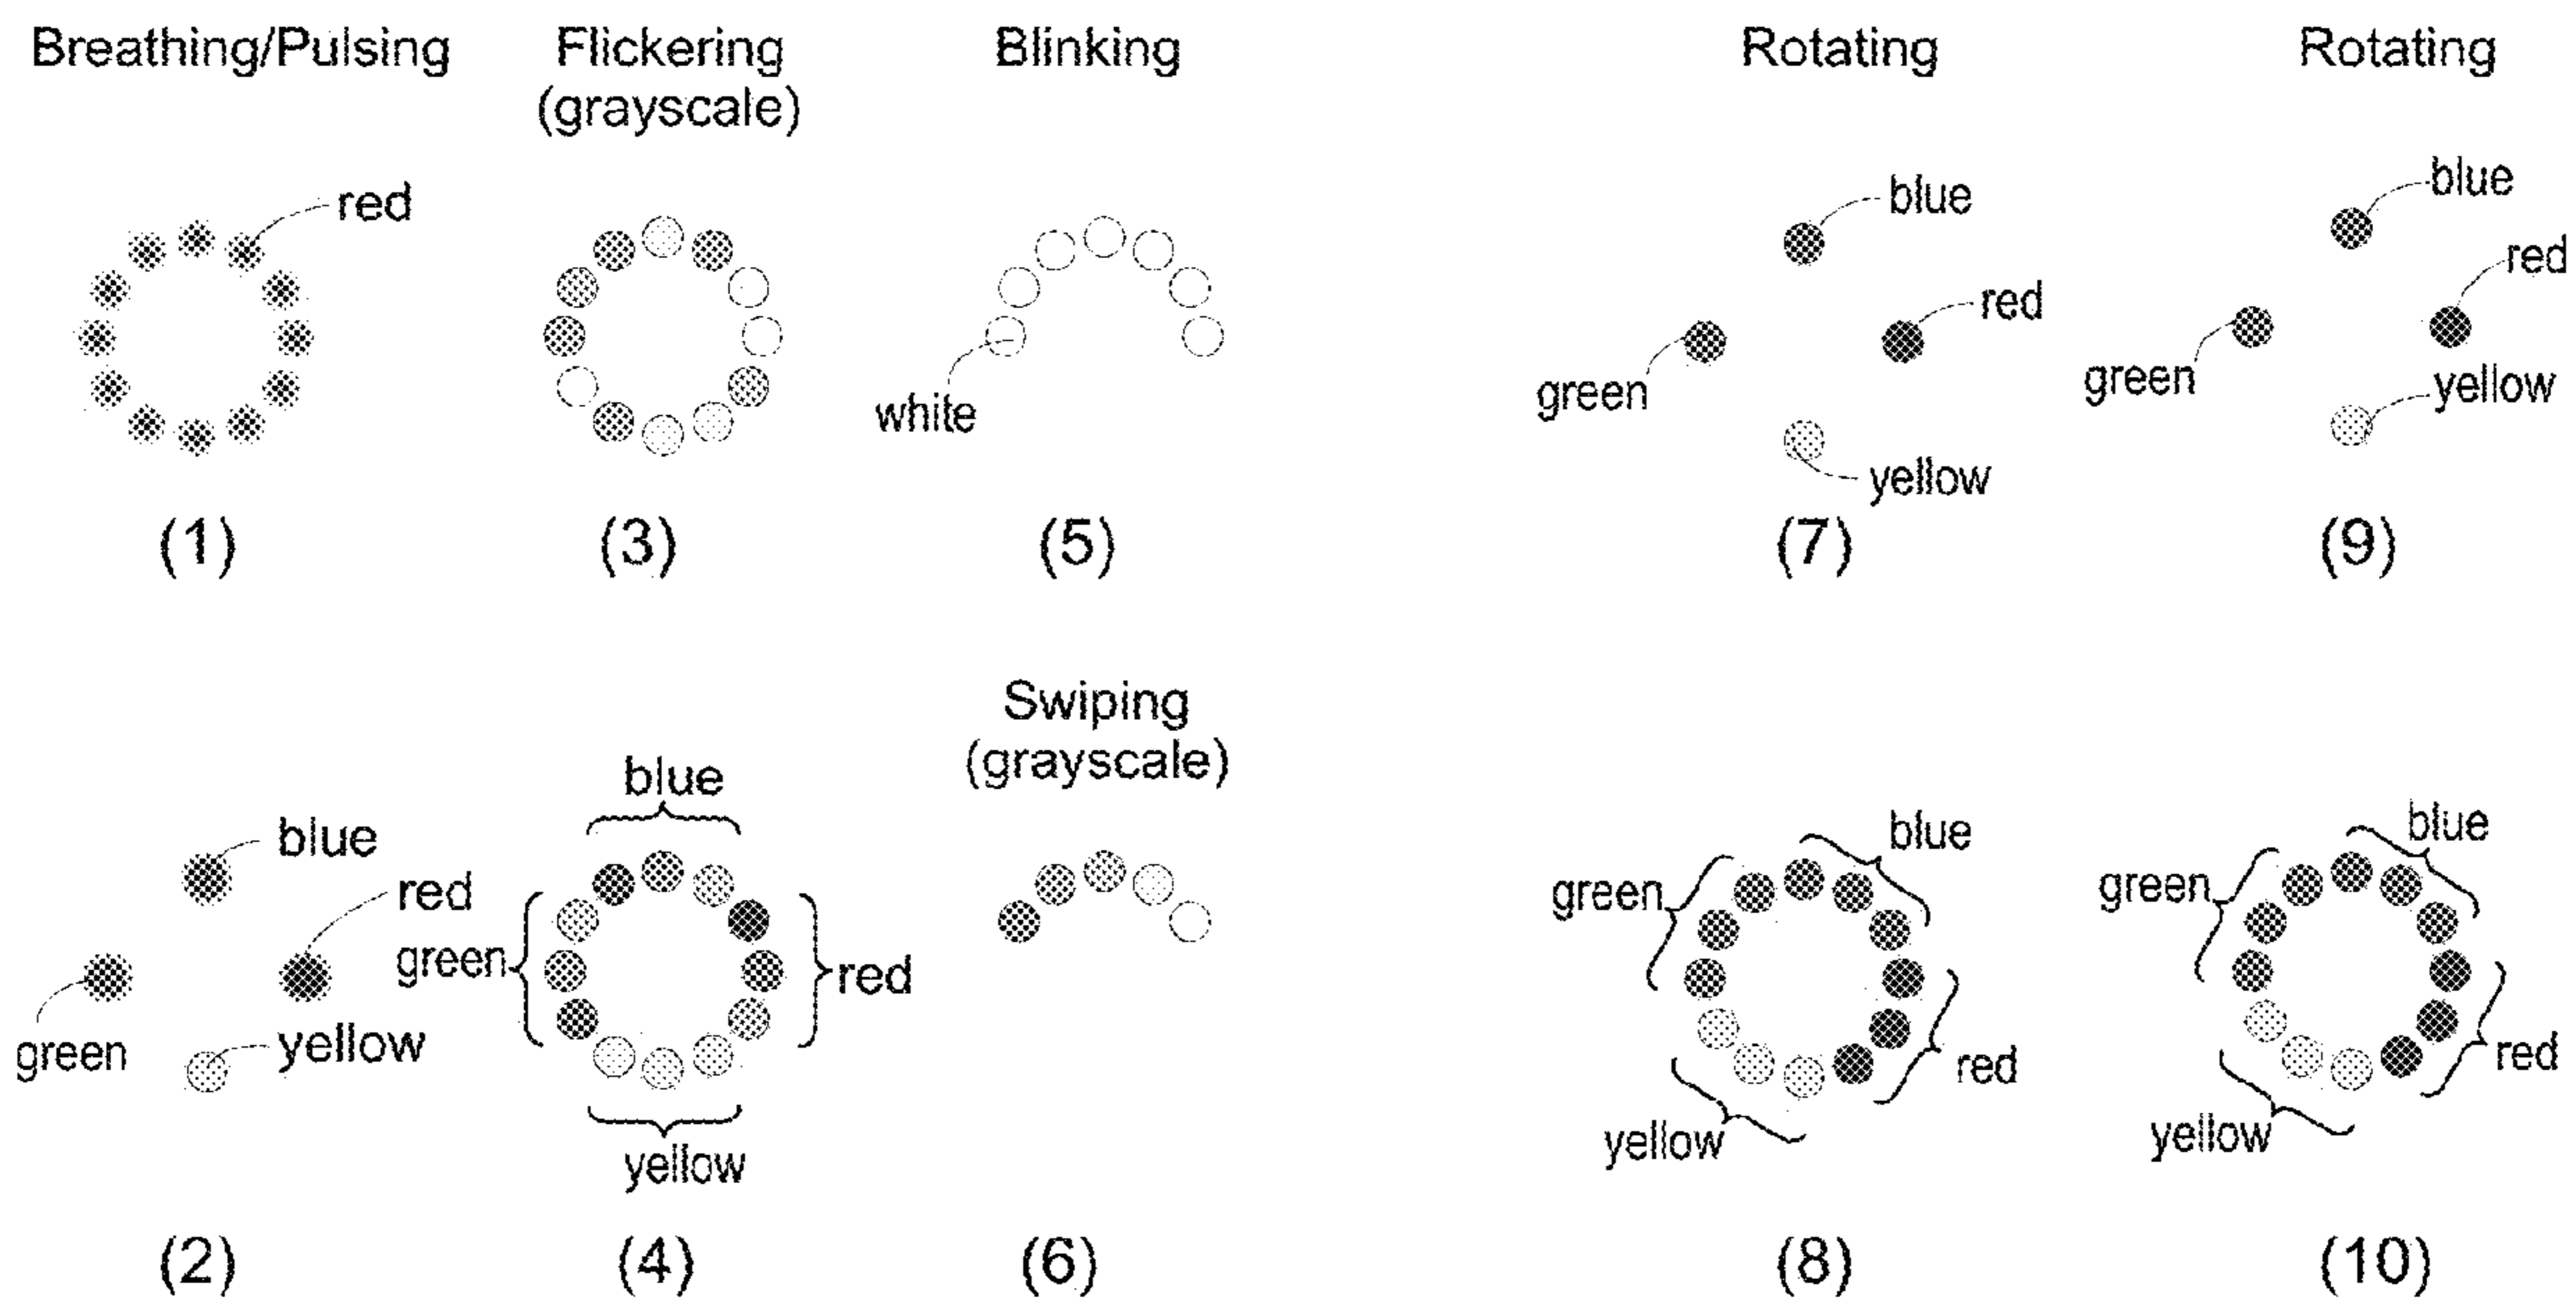 Breathing/Pulsing
Flickering
(grayscale)
Blinking
Rotating
Rotating
red
white
blue
red
green
yellow
blue
red
green
yellow
(1)
(3)
(5)
(7)
(9)
Swiping
(grayscale)
blue
red
green
yellow
blue
green
red
yellow
blue
green
red
yellow
blue
green
red
yellow
(2)
(4)
(6)
(8)
(10)